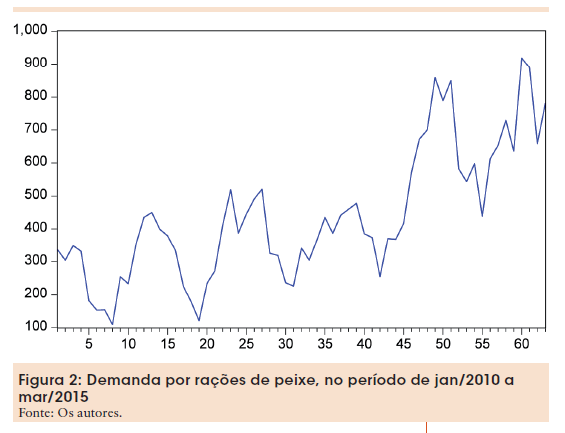 1,000
900
800
700
600
500
400
300
200
100
5 10 15 20 25 30 35 40 45 50 55 60
Figura 2: Demanda por rações de peixe, no período de jan/2010 a
mar/2015
Fonte: Os autores.